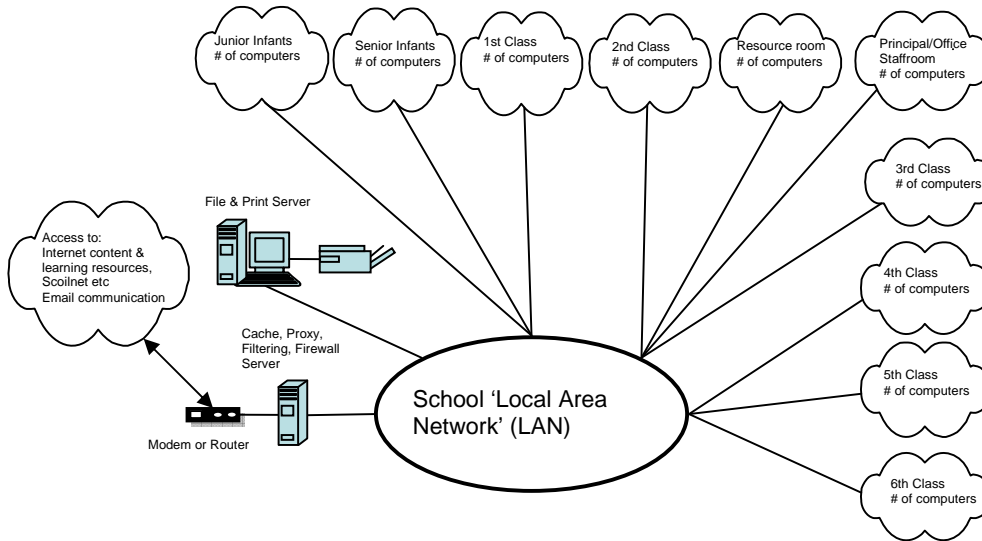 Junior Infants
# of computers
Senior Infants
# of computers
1st Class
# of computers
2nd Class
# of computers
Resource room
# of computers
Principal/Office
Staffroom
# of computers
3rd Class
# of computers
File & Print Server
Access to:
Internet content &
learning resources,
Scoilnet etc
Email communication
4th Class
# of computers
Cache, Proxy,
Filtering, Firewall
Server
5th Class
# of computers
School 'Local Area
Network' (LAN)
Modem or Router
6th Class
# of computers